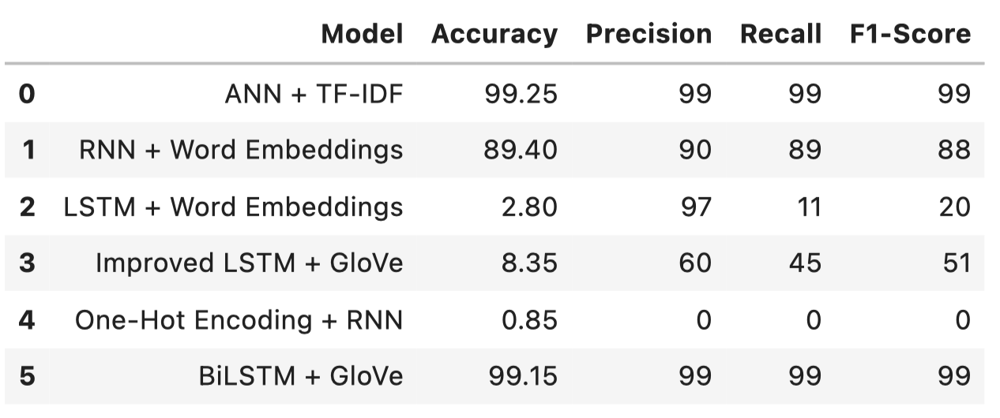 Model Accuracy Precision Recall F1-Score
0 ANN + TF-IDF 99.25 99 99 99
1 RNN + Word Embeddings 89.40 90 89 88
2 LSTM + Word Embeddings 2.80 97 11 20
3 Improved LSTM + GloVe 8.35 60 45 51
4 One-Hot Encoding + RNN 0.85 0 0 0
5 BiLSTM + GloVe 99.15 99 99 99